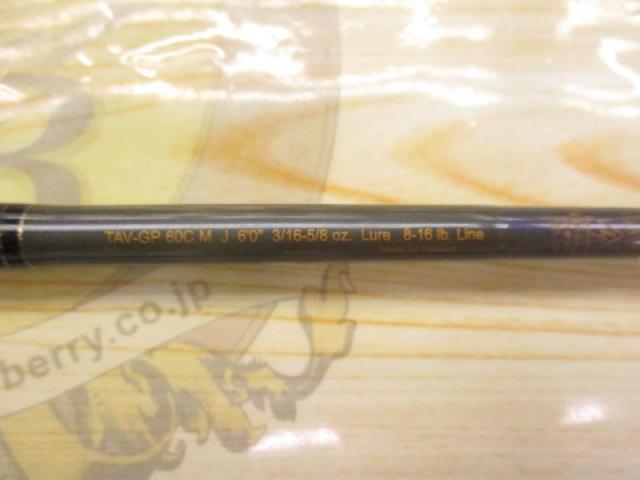 TAV-GP 60C M J 6'0" 3/16-5/8 oz. Lure 8-16 lb. Line
berry.co.jp